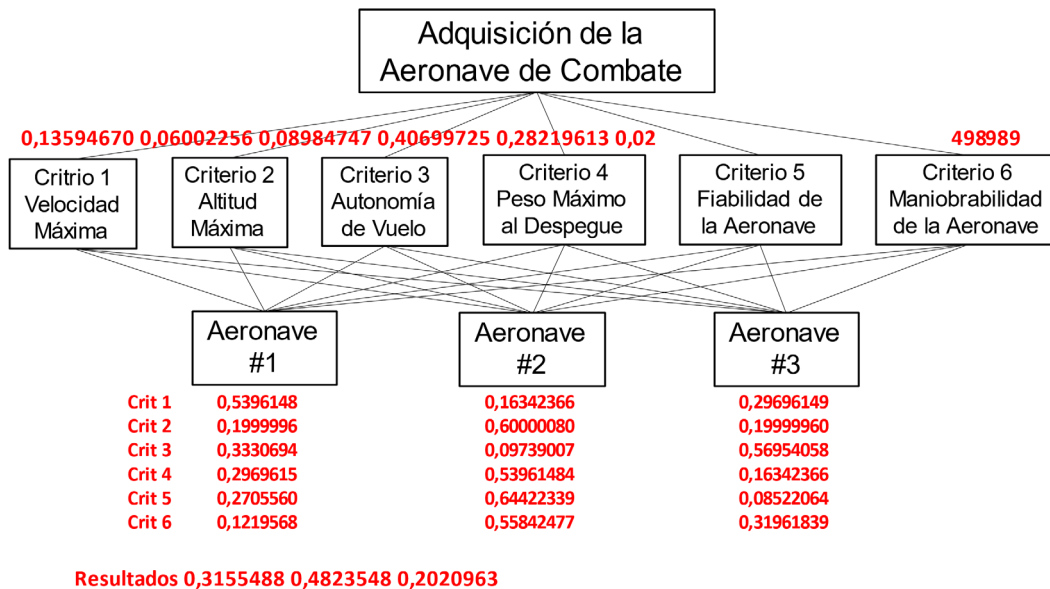 Adquisición de la
Aeronave de Combate
0,13594670 0,06002256 0,08984747 0,40699725 0,28219613 0,02 498989
Critrio 1
Velocidad
Máxima
Criterio 2
Altitud
Máxima
Criterio 3
Autonomía
de Vuelo
Criterio 4
Peso Máximo
al Despegue
Criterio 5
Fiabilidad de
la Aeronave
Criterio 6
Maniobrabilidad
de la Aeronave
Aeronave
#1
Aeronave
#2
Aeronave
#3
Crit 1 0,5396148 0,16342366 0,29696149
Crit 2 0,1999996 0,60000080 0,19999960
Crit 3 0,3330694 0,09739007 0,56954058
Crit 4 0,2969615 0,53961484 0,16342366
Crit 5 0,2705560 0,64422339 0,08522064
Crit 6 0,1219568 0,55842477 0,31961839
Resultados 0,3155488 0,4823548 0,2020963